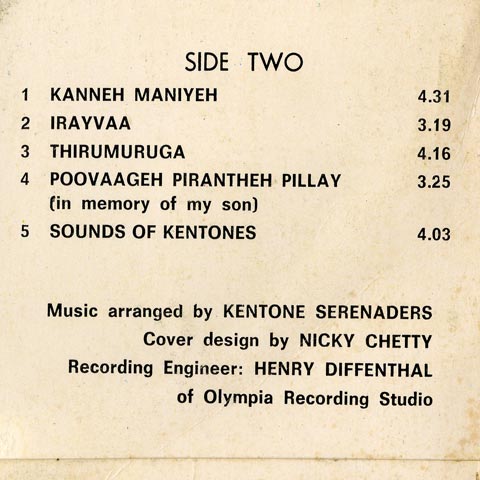 SIDE TWO
1 KANNEH MANIYEH 4.31
2 IRAYVAA 3.19
3 THIRUMURUGA 4.16
4 POOVAAGEH PIRANTHEH PILLAY 3.25
(in memory of my son)
5 SOUNDS OF KENTONES 4.03
Music arranged by KENTONE SERENADERS
Cover design by NICKY CHETTY
Recording Engineer: HENRY DIFFENTHAL
of Olympia Recording Studio